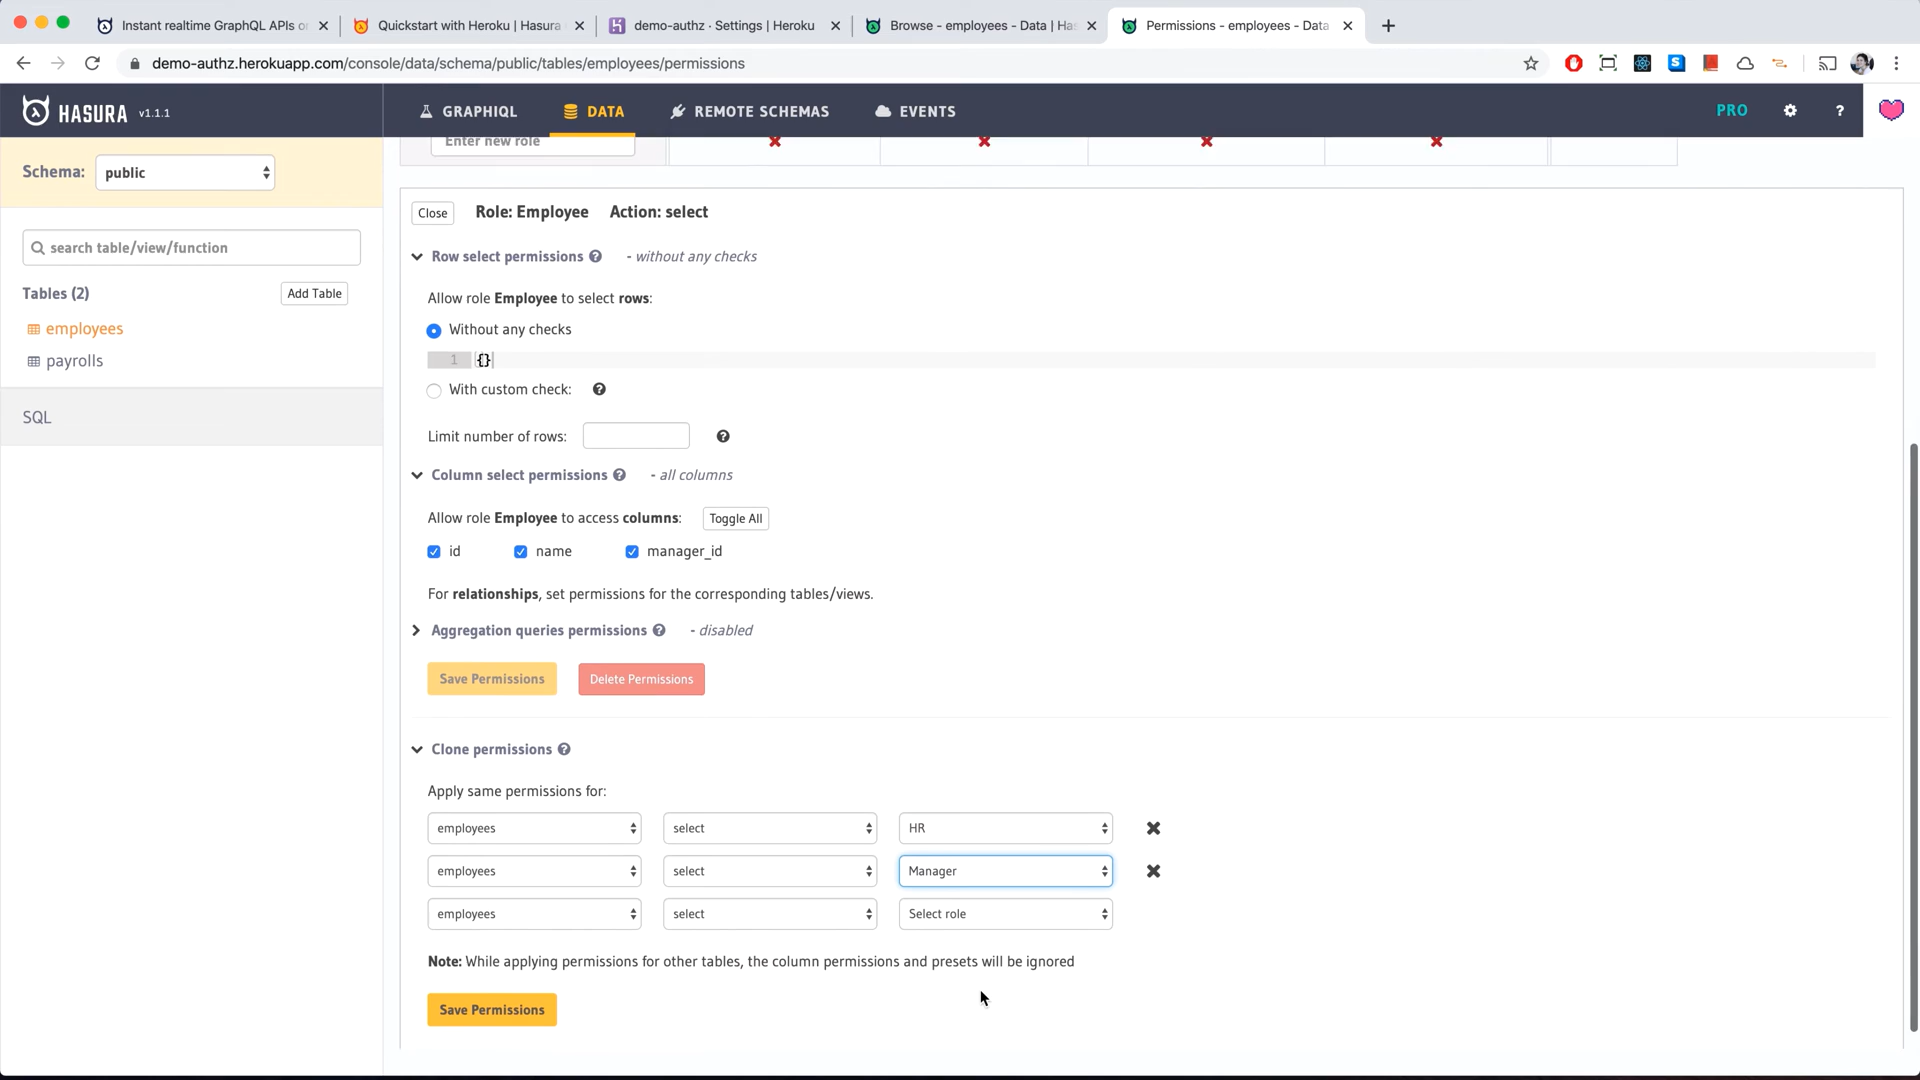 Instant realtime GraphQL APIs o
Quickstart with Heroku | Hasura
demo-authz · Settings | Heroku
Browse - employees - Data | Has
Permissions - employees - Data
demo-authz.herokuapp.com/console/data/schema/public/tables/employees/permissions
HASURA v1.1.1
GRAPHIQL
DATA
REMOTE SCHEMAS
EVENTS
PRO
?
Schema: public
search table/view/function
Tables (2)
Add Table
employees
payrolls
SQL
Enter new role
Close
Role: Employee Action: select
Row select permissions - without any checks
Allow role Employee to select rows:
Without any checks
1 {}
With custom check:
Limit number of rows:
Column select permissions - all columns
Allow role Employee to access columns: Toggle All
id name manager_id
For relationships, set permissions for the corresponding tables/views.
Aggregation queries permissions - disabled
Save Permissions Delete Permissions
Clone permissions
Apply same permissions for:
employees select HR
employees select Manager
employees select Select role
Note: While applying permissions for other tables, the column permissions and presets will be ignored
Save Permissions